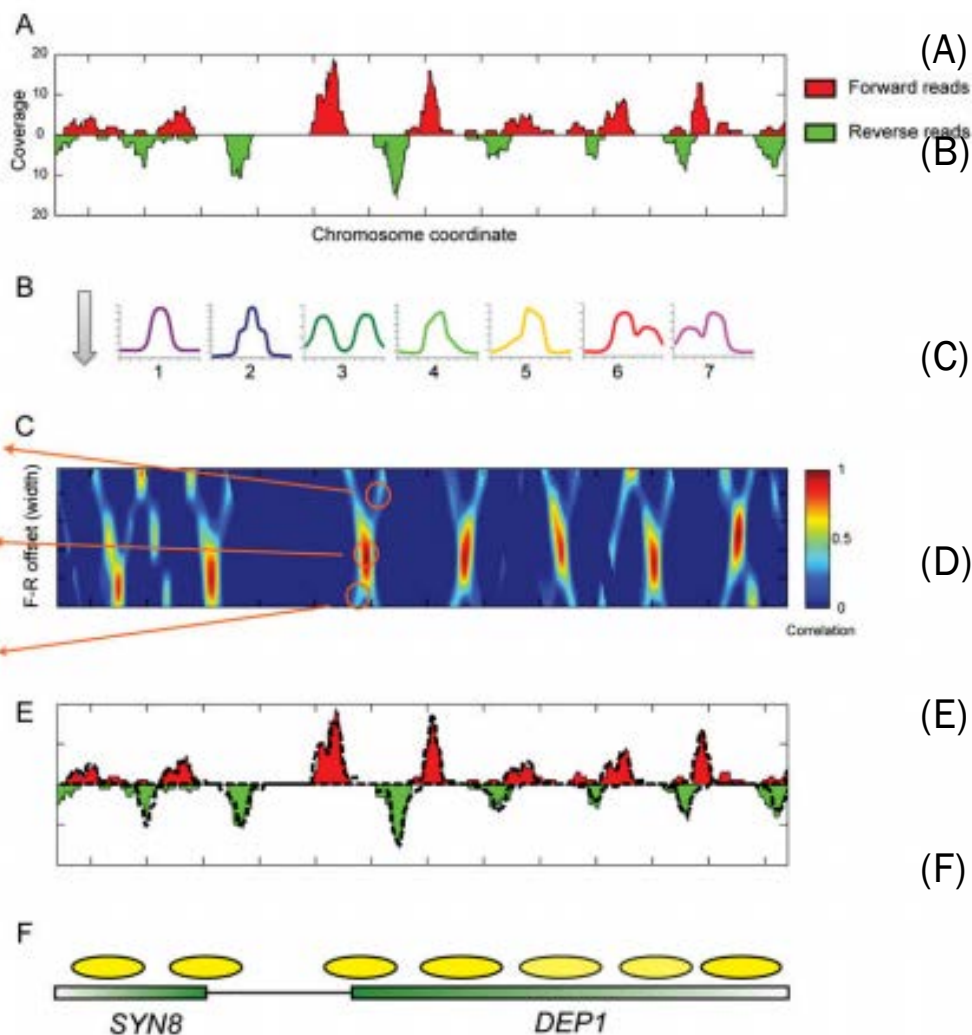 A
(A)
20
10
0
10
20
Coverage
Forward reads
Reverse reads
(B)
Chromosome coordinate
B
1 2 3 4 5 6 7
(C)
C
F-R offset (width)
1
0.5
0
Correlation
(D)
E
(E)
(F)
F
SYN8 DEP1